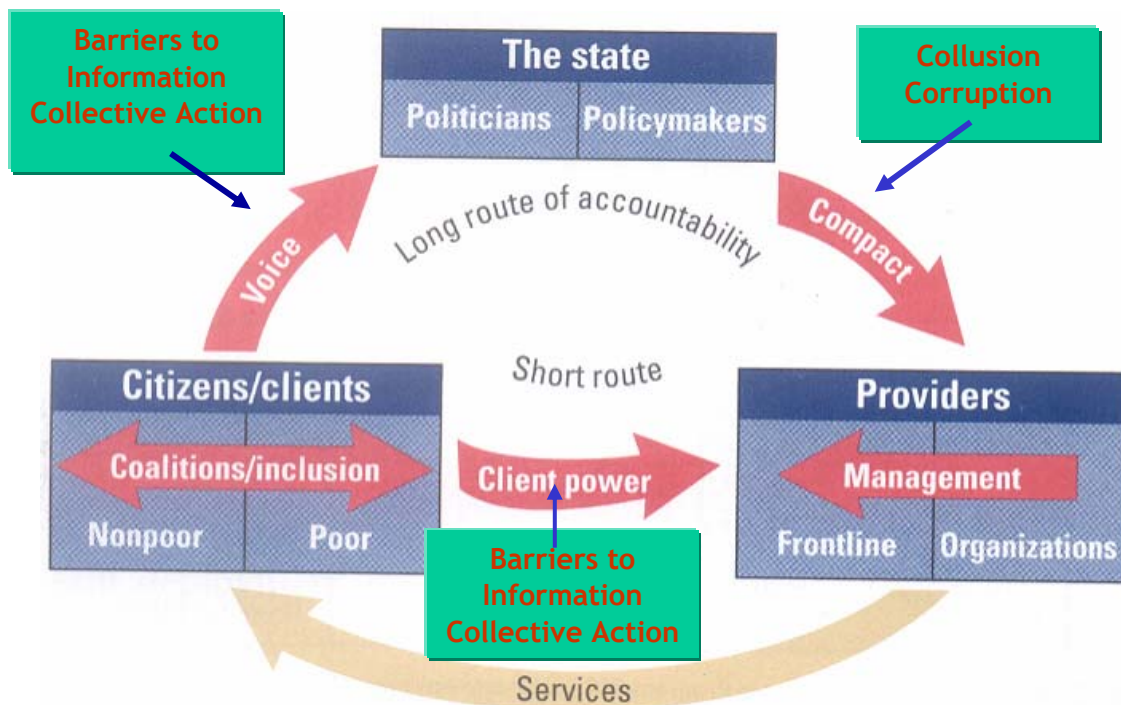 Barriers to
Information
Collective Action
The state
Politicians
Policymakers
Collusion
Corruption
Long route of accountability
Voice
Compact
Short route
Citizens/clients
Coalitions/inclusion
Nonpoor
Poor
Client power
Providers
Management
Frontline
Organizations
Barriers to
Information
Collective Action
Services